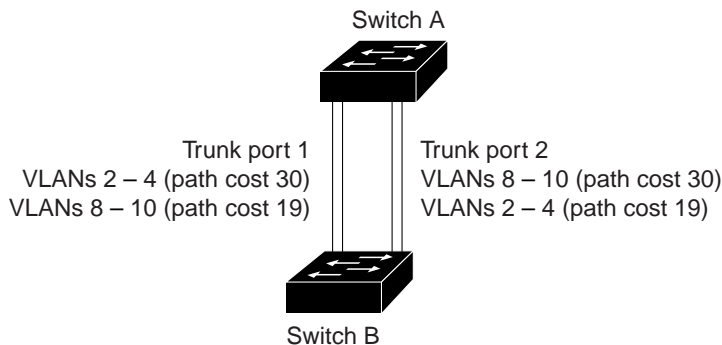 Switch A
Trunk port 1
VLANs 2 – 4 (path cost 30)
VLANs 8 – 10 (path cost 19)
Trunk port 2
VLANs 8 – 10 (path cost 30)
VLANs 2 – 4 (path cost 19)
Switch B